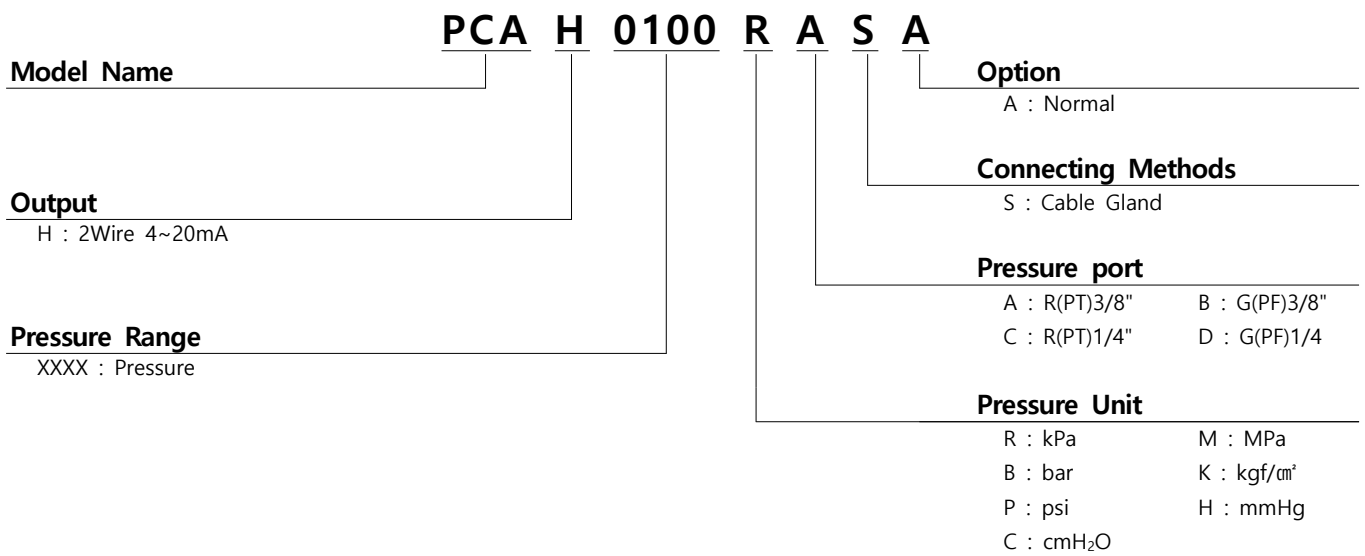 PCA H 0100 R A S A
Model Name
Output
H : 2Wire 4~20mA
Pressure Range
XXXX : Pressure
Option
A : Normal
Connecting Methods
S : Cable Gland
Pressure port
A : R(PT)3/8" B : G(PF)3/8"
C : R(PT)1/4" D : G(PF)1/4
Pressure Unit
R : kPa M : MPa
B : bar K : kgf/㎠
P : psi H : mmHg
C : cmH₂O